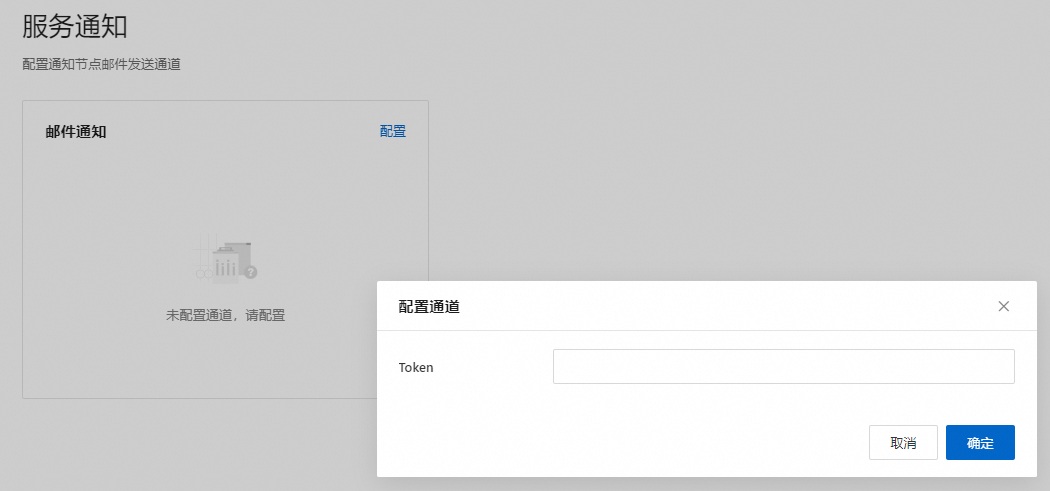 服务通知
配置通知节点邮件发送通道
邮件通知
配置
未配置通道，请配置
配置通道
Token
取消
确定